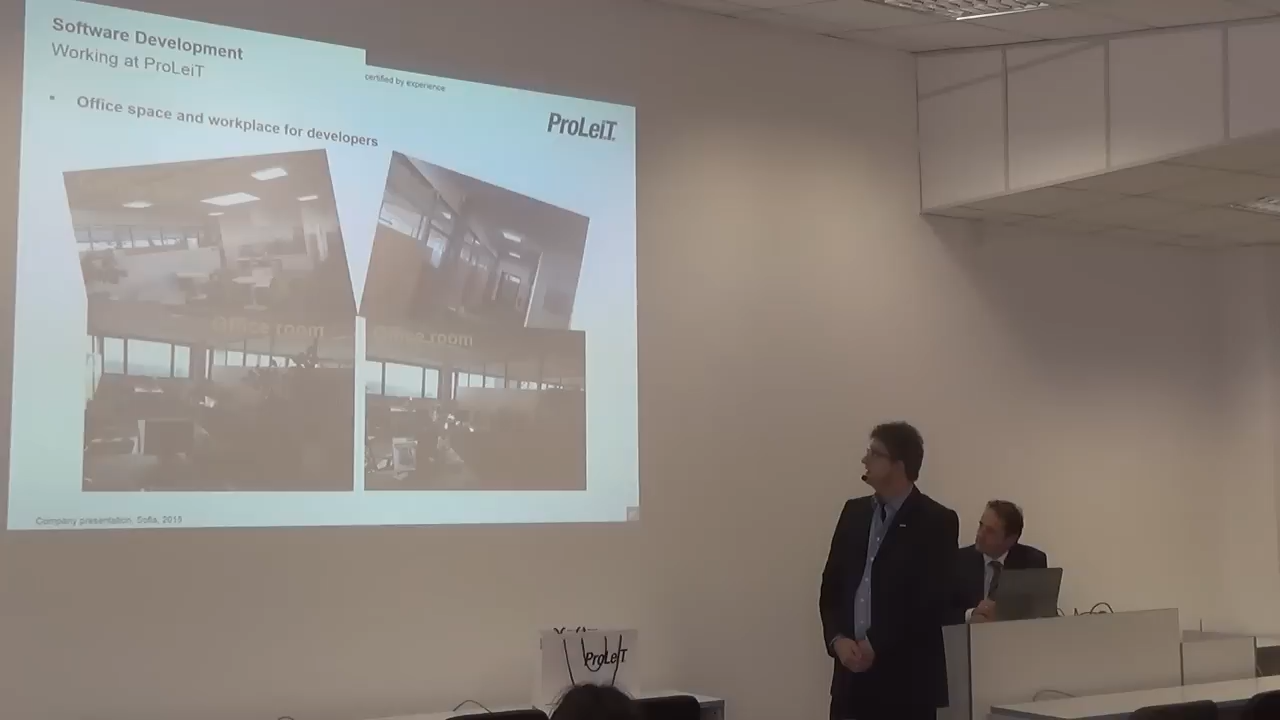 Software Development
Working at ProLeiT
certified by experience
ProLeiT
▪ Office space and workplace for developers
Office room
Office room
Company presentation, Sofia, 2015
ProLeiT